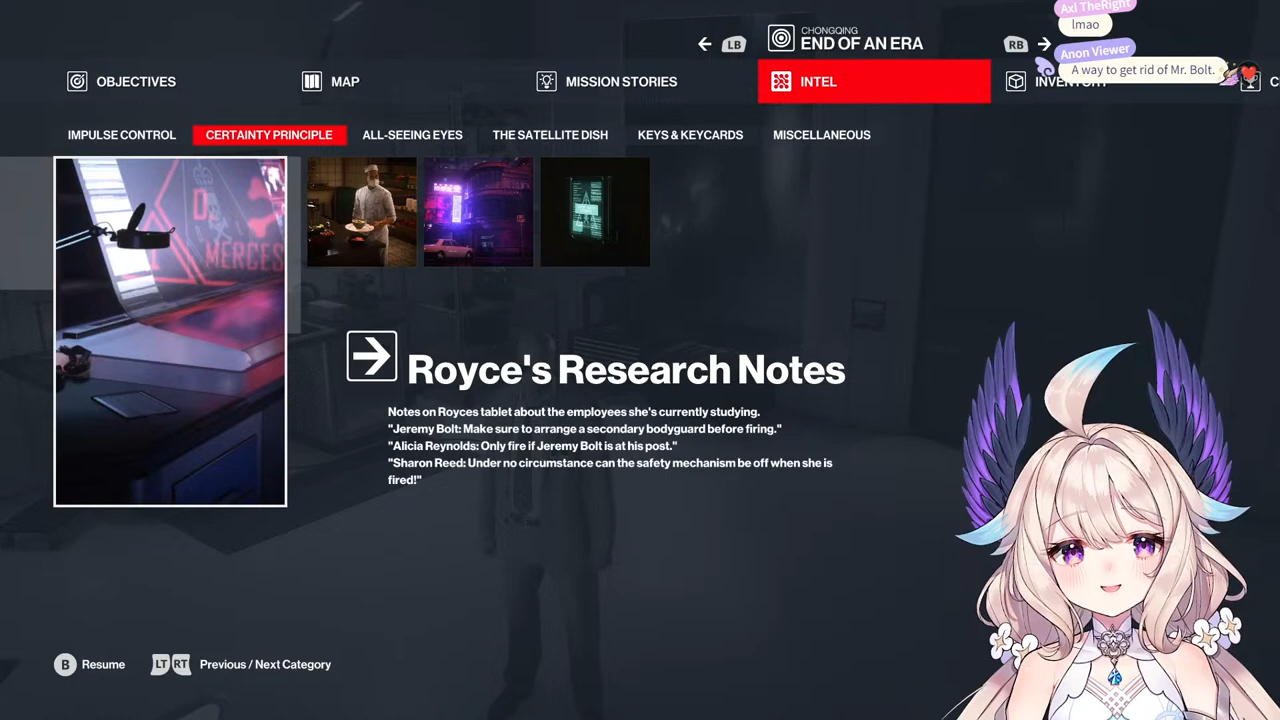 CHONGQING
LB
END OF AN ERA
RB
Axl TheRight
lmao
Anon Viewer
A way to get rid of Mr. Bolt.
OBJECTIVES
MAP
MISSION STORIES
INTEL
INVENTORY
C
IMPULSE CONTROL
CERTAINTY PRINCIPLE
ALL-SEEING EYES
THE SATELLITE DISH
KEYS & KEYCARDS
MISCELLANEOUS
D
MERCES
Royce's Research Notes
Notes on Royces tablet about the employees she's currently studying.
"Jeremy Bolt: Make sure to arrange a secondary bodyguard before firing."
"Alicia Reynolds: Only fire if Jeremy Bolt is at his post."
"Sharon Reed: Under no circumstance can the safety mechanism be off when she is
fired!"
B Resume
LT RT Previous / Next Category